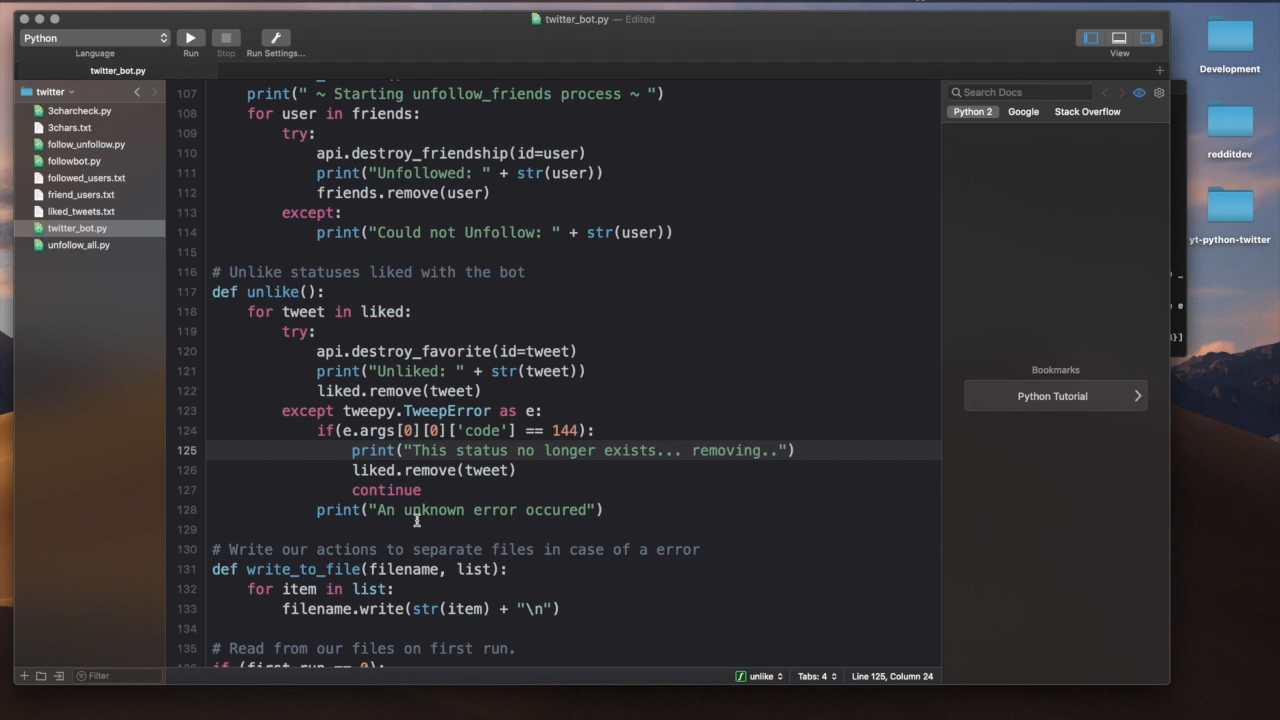 twitter_bot.py — Edited
Python
Language
Run
Stop
Run Settings...
View
twitter_bot.py
twitter
3charcheck.py
3chars.txt
follow_unfollow.py
followbot.py
followed_users.txt
friend_users.txt
liked_tweets.txt
twitter_bot.py
unfollow_all.py
Filter
107 print(" ~ Starting unfollow_friends process ~ ")
108 for user in friends:
109 try:
110 api.destroy_friendship(id=user)
111 print("Unfollowed: " + str(user))
112 friends.remove(user)
113 except:
114 print("Could not Unfollow: " + str(user))
115
116 # Unlike statuses liked with the bot
117 def unlike():
118 for tweet in liked:
119 try:
120 api.destroy_favorite(id=tweet)
121 print("Unliked: " + str(tweet))
122 liked.remove(tweet)
123 except tweepy.TweepError as e:
124 if(e.args[0][0]['code'] == 144):
125 print("This status no longer exists... removing..")
126 liked.remove(tweet)
127 continue
128 print("An unknown error occured")
129
130 # Write our actions to separate files in case of a error
131 def write_to_file(filename, list):
132 for item in list:
133 filename.write(str(item) + "\n")
134
135 # Read from our files on first run.
if (first_run == 0):
unlike
Tabs: 4
Line 125, Column 24
Search Docs
Python 2
Google
Stack Overflow
Bookmarks
Python Tutorial
Development
redditdev
yt-python-twitter